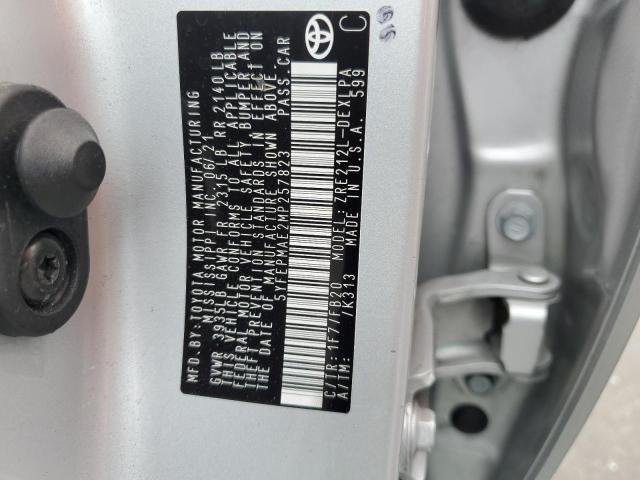 MFD.BY:TOYOTA MOTOR MANUFACTURING
MISSISSIPPI INC.06/21
GVWR 3935LB GAWR FR 2315 LB RR 2140LB
THIS VEHICLE CONFORMS TO ALL APPLICABLE
FEDERAL MOTOR VEHICLE SAFETY BUMPER AND
THEFT PREVENTION STANDARDS IN EFFECT ON
THE DATE OF MANUFACTURE SHOWN ABOVE.
5YFEPMAE2MP257823 PASS.CAR
C/TR: 1F7/FB20 MODEL: ZRE212L-DEXLPA
A/TM: /K313 MADE IN U.S.A. 599
C